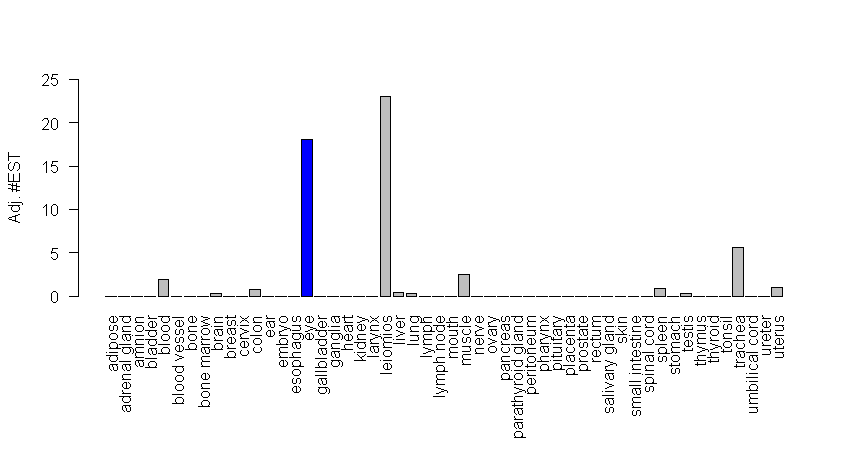 Adj. #EST
25
20
15
10
5
0
adipose
adrenal gland
amnion
bladder
blood
blood vessel
bone
bone marrow
brain
breast
cervix
colon
ear
embryo
esophagus
eye
gallbladder
ganglia
heart
kidney
larynx
leiomios
liver
lung
lymph
lymph node
mouth
muscle
nerve
ovary
pancreas
parathyroid gland
peritoneum
pharynx
pituitary
placenta
prostate
rectum
salivary gland
skin
small intestine
spinal cord
spleen
stomach
testis
thymus
thyroid
tonsil
trachea
umbilical cord
ureter
uterus